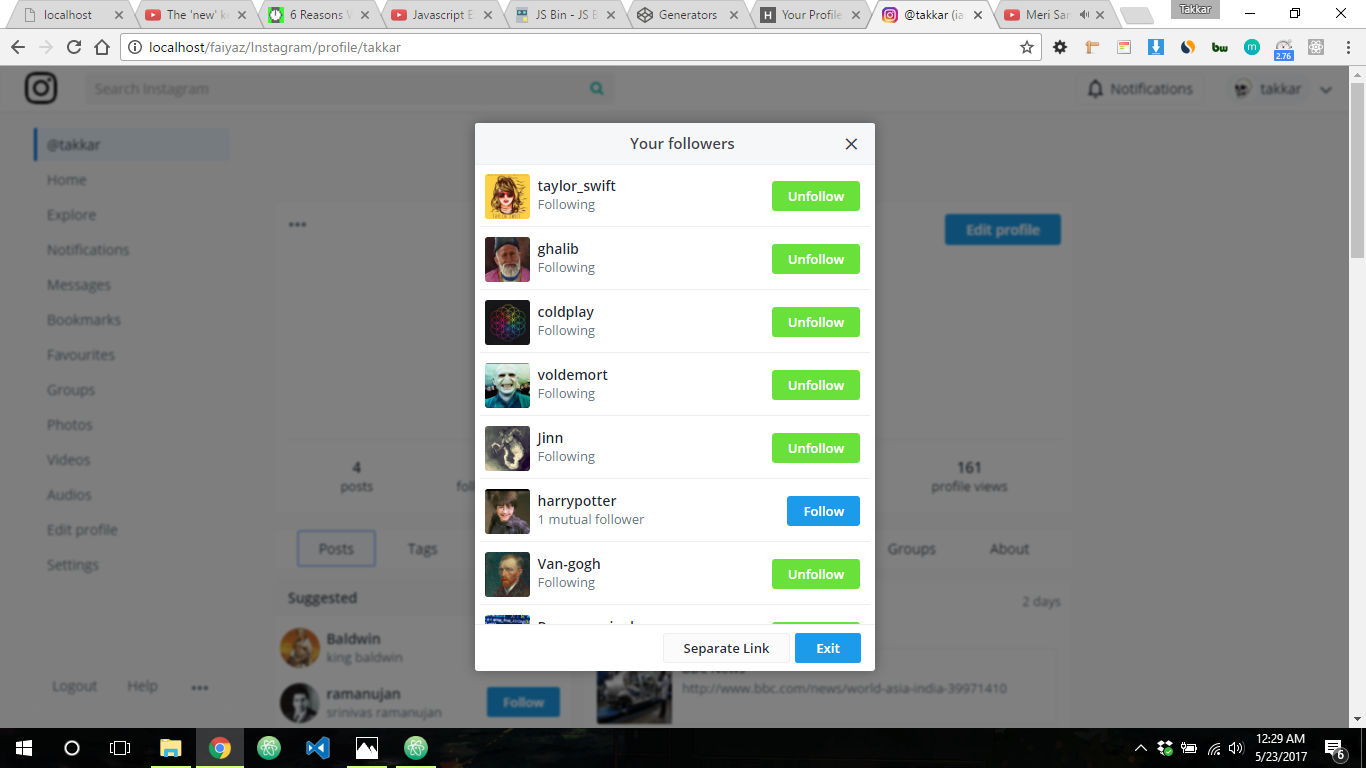 localhost
The 'new' k
6 Reasons V
Javascript E
JS Bin - JS B
Generators
Your Profile
@takkar (ia
Meri Sar
Takkar
localhost/faiyaz/Instagram/profile/takkar
bw
m
2.76
Search Instagram
Notifications
takkar
@takkar
Home
Explore
Notifications
Messages
Bookmarks
Favourites
Groups
Photos
Videos
Audios
Edit profile
Settings
Logout
Help
Edit profile
4
posts
foll
161
profile views
Posts
Tags
Groups
About
Suggested
Baldwin
king baldwin
ramanujan
srinivas ramanujan
Follow
2 days
BBC News
http://www.bbc.com/news/world-asia-india-39971410
Your followers
taylor_swift
Following
Unfollow
ghalib
Following
Unfollow
coldplay
Following
Unfollow
voldemort
Following
Unfollow
Jinn
Following
Unfollow
harrypotter
1 mutual follower
Follow
Van-gogh
Following
Unfollow
Separate Link
Exit
12:29 AM
5/23/2017
6